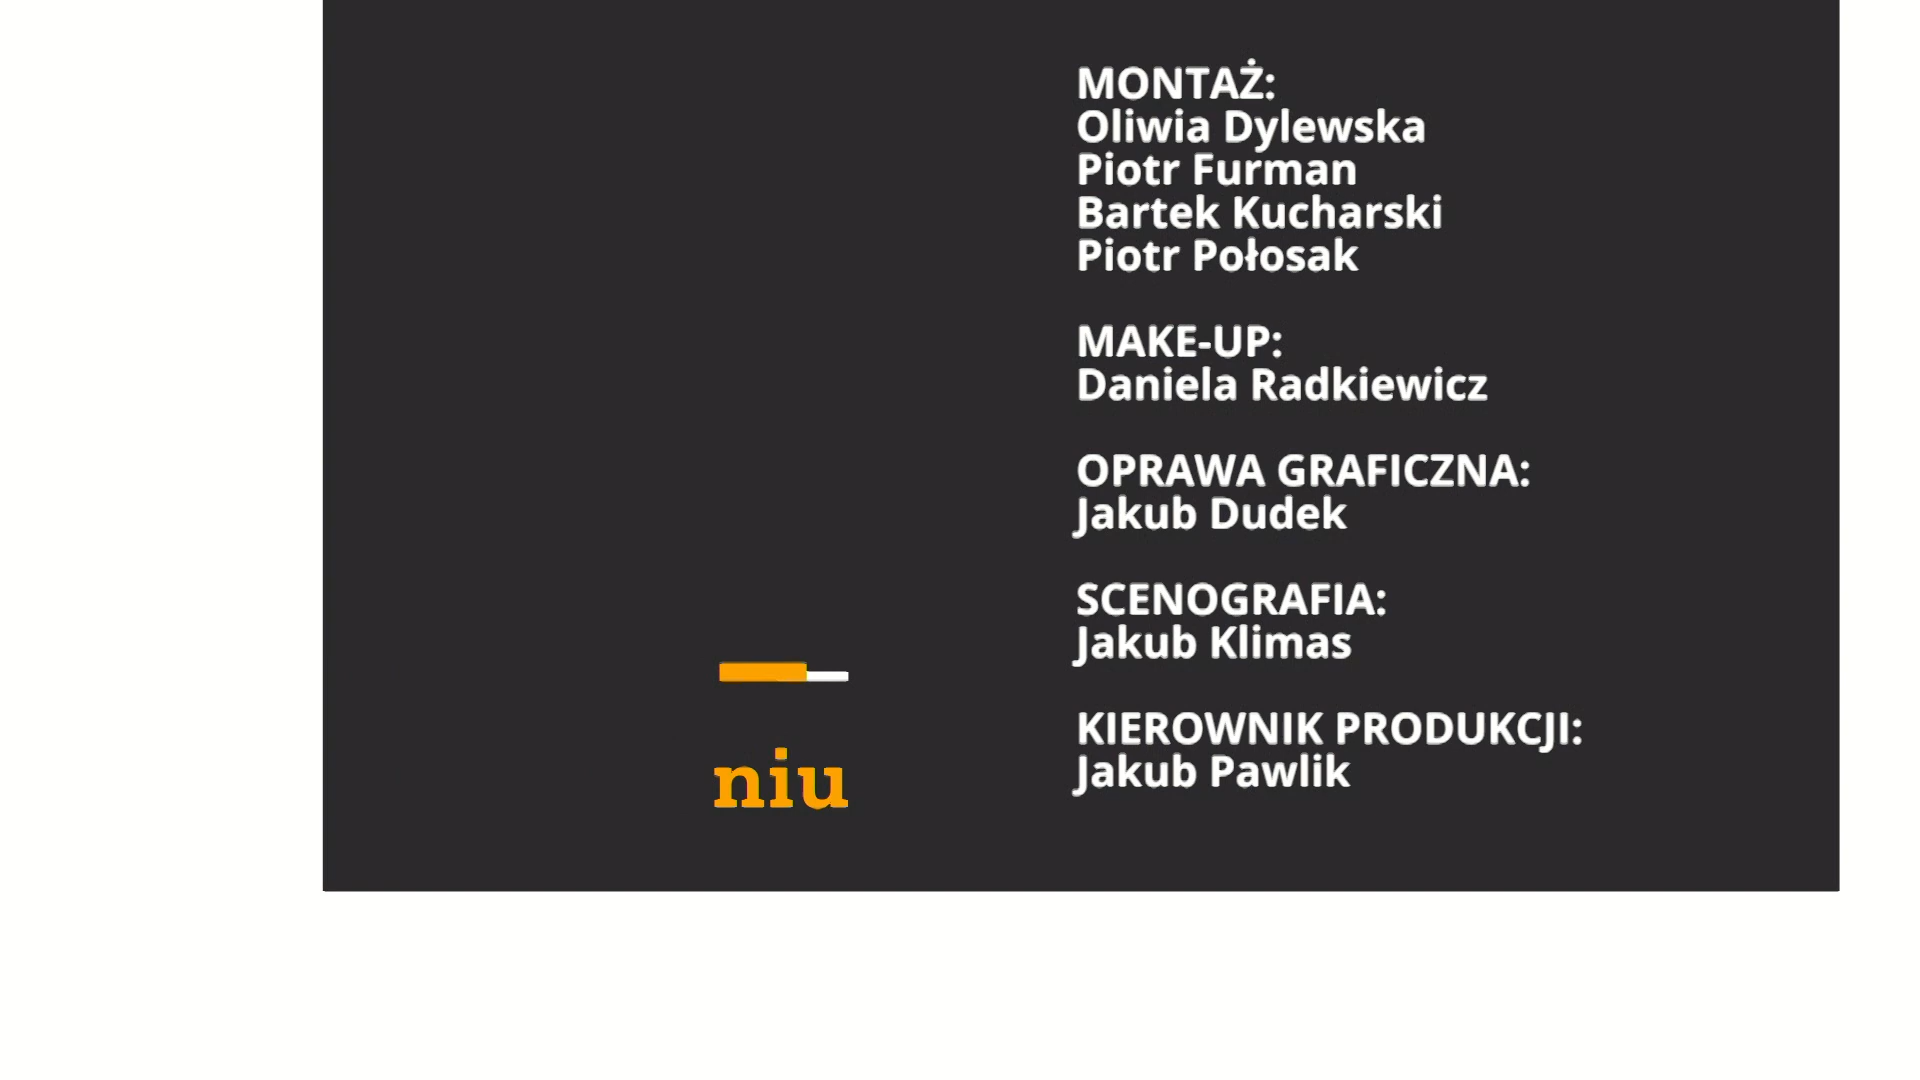 MONTAŻ:
Oliwia Dylewska
Piotr Furman
Bartek Kucharski
Piotr Połosak
MAKE-UP:
Daniela Radkiewicz
OPRAWA GRAFICZNA:
Jakub Dudek
SCENOGRAFIA:
Jakub Klimas
KIEROWNIK PRODUKCJI:
Jakub Pawlik
niu